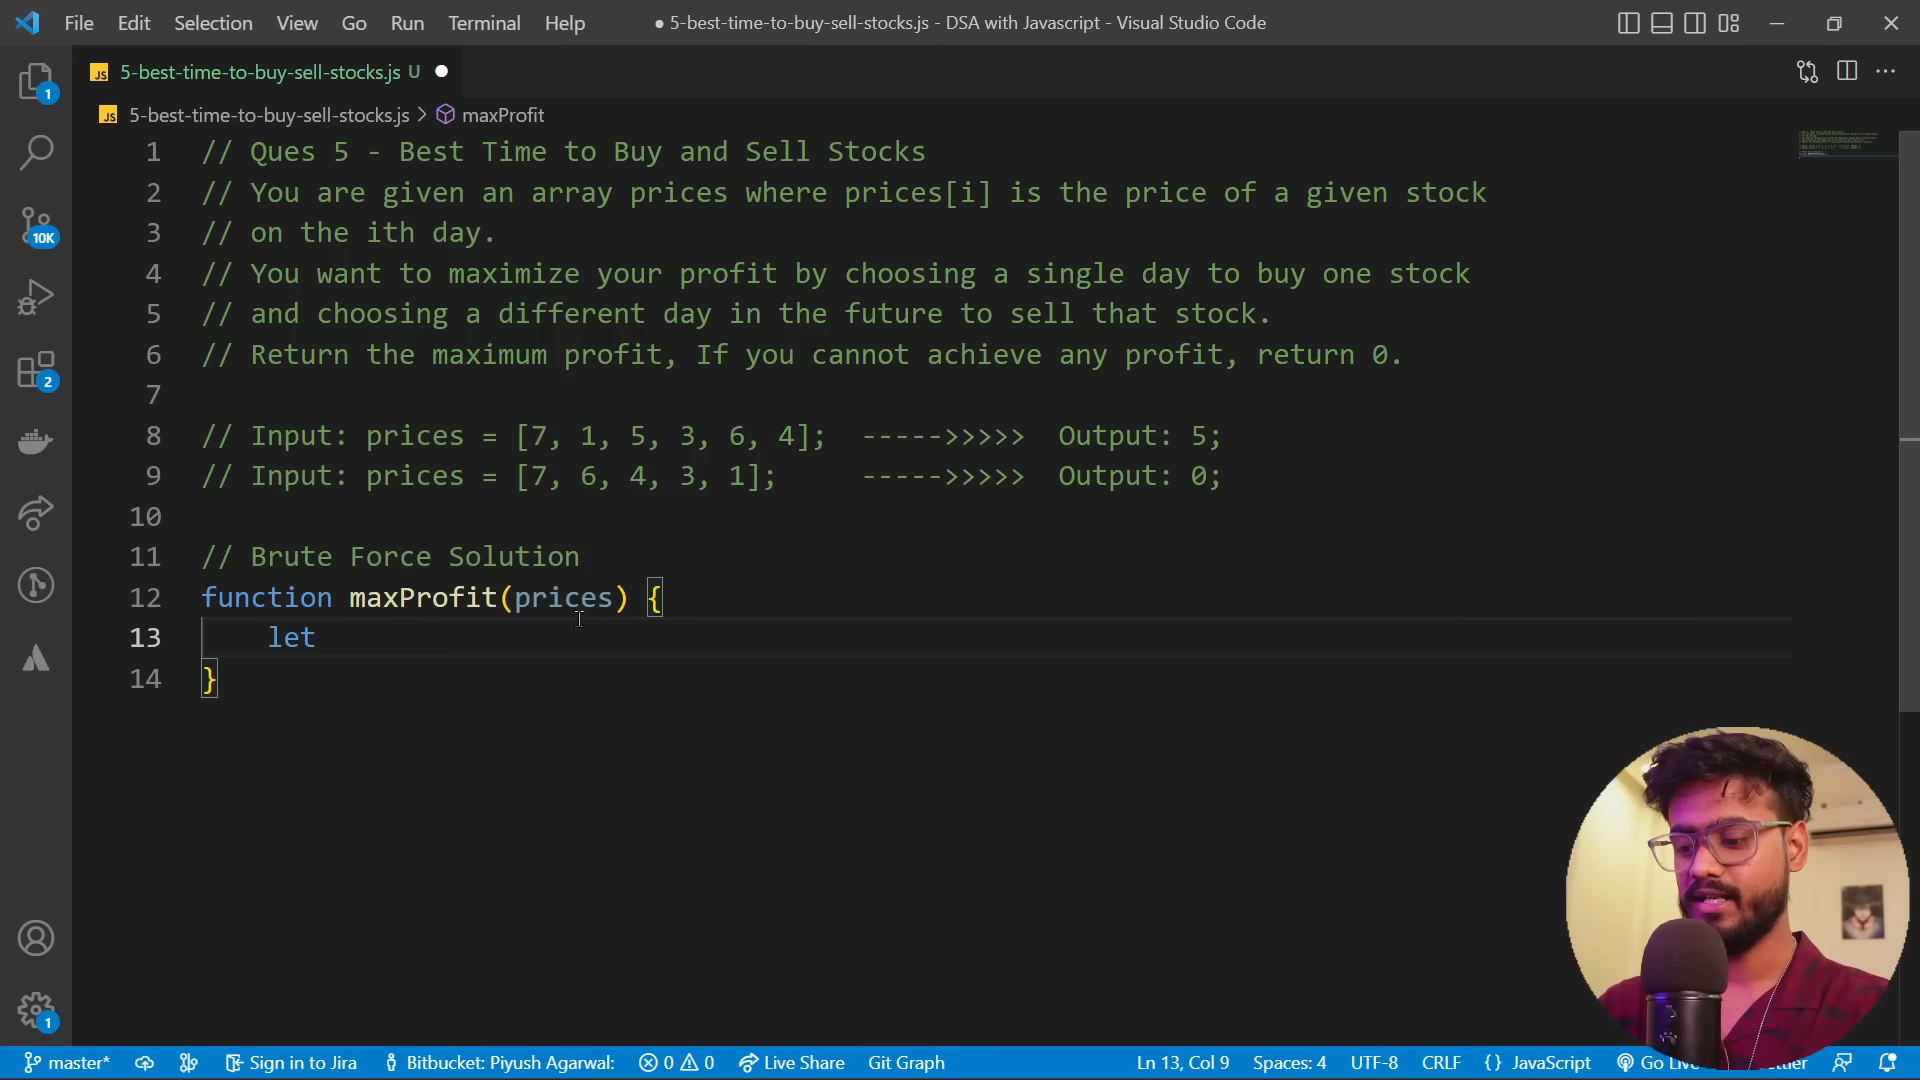 File Edit Selection View Go Run Terminal Help
● 5-best-time-to-buy-sell-stocks.js - DSA with Javascript - Visual Studio Code
JS 5-best-time-to-buy-sell-stocks.js U ●
JS 5-best-time-to-buy-sell-stocks.js > maxProfit
1 // Ques 5 - Best Time to Buy and Sell Stocks
2 // You are given an array prices where prices[i] is the price of a given stock
3 // on the ith day.
4 // You want to maximize your profit by choosing a single day to buy one stock
5 // and choosing a different day in the future to sell that stock.
6 // Return the maximum profit, If you cannot achieve any profit, return 0.
7
8 // Input: prices = [7, 1, 5, 3, 6, 4]; ----->>>>> Output: 5;
9 // Input: prices = [7, 6, 4, 3, 1]; ----->>>>> Output: 0;
10
11 // Brute Force Solution
12 function maxProfit(prices) {
13 let
14 }
1
10K
2
1
master* Sign in to Jira Bitbucket: Piyush Agarwal: 0 0 Live Share Git Graph Ln 13, Col 9 Spaces: 4 UTF-8 CRLF {} JavaScript Go